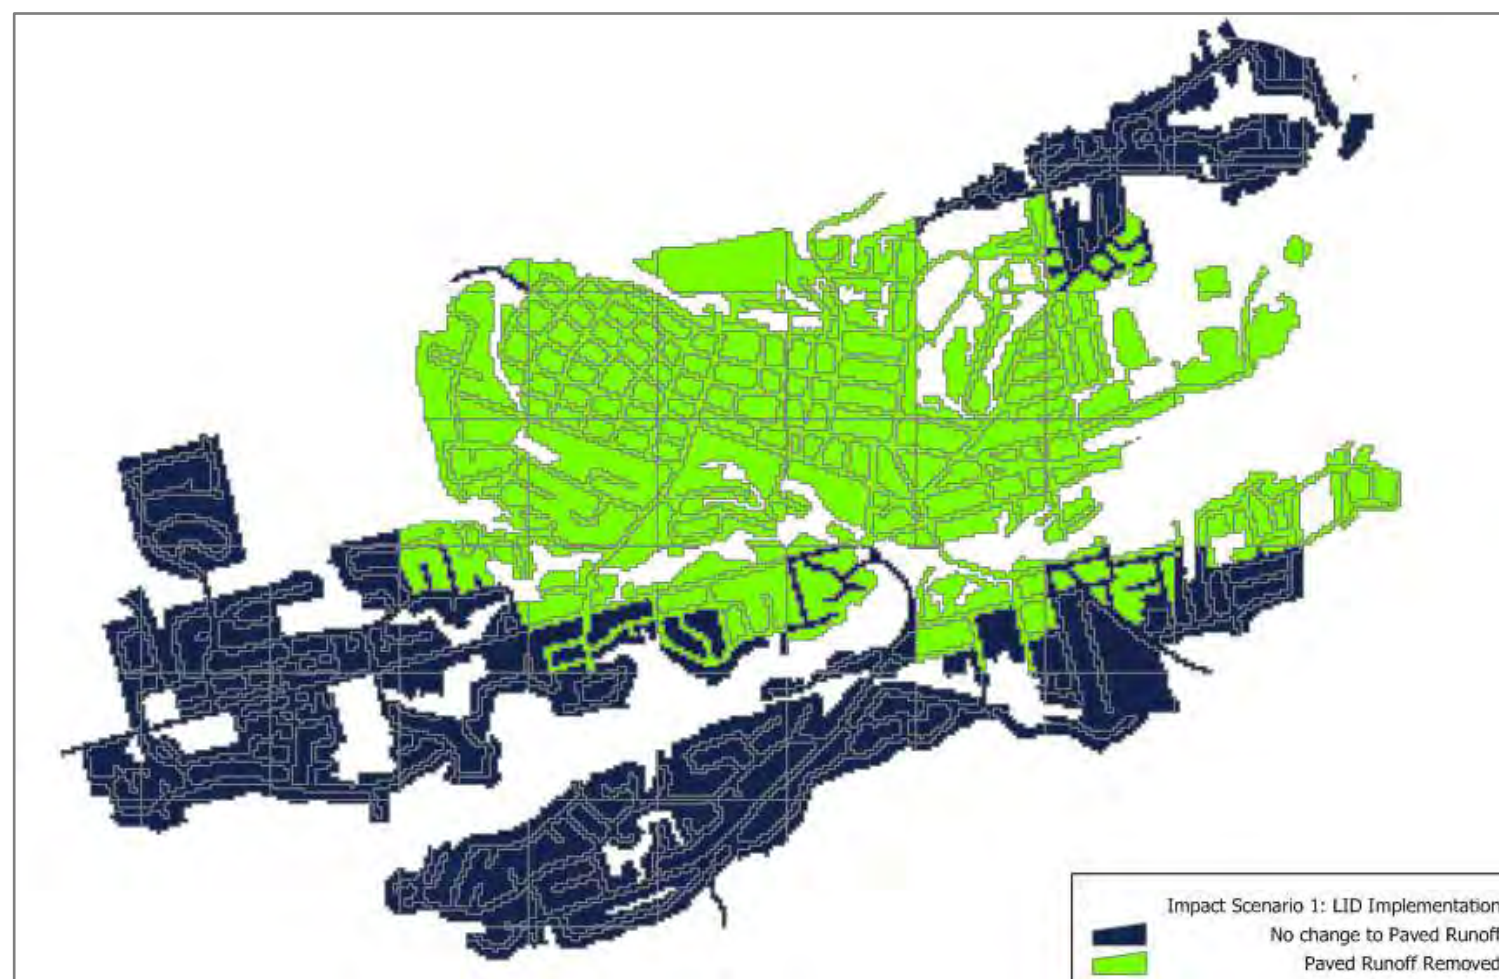 Impact Scenario 1: LID Implementation
No change to Paved Runoff
Paved Runoff Removed